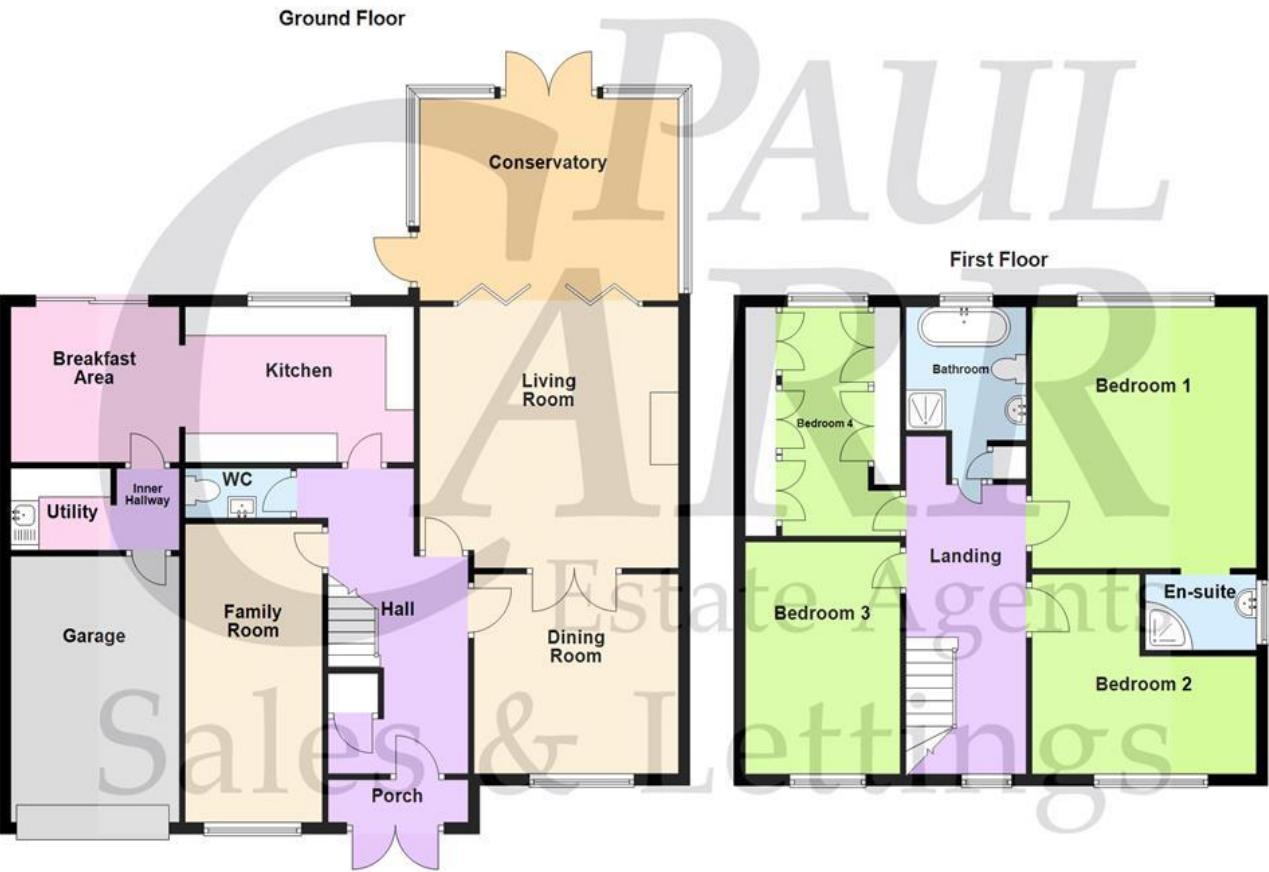 Ground Floor
PAUL
CARR
Estate Agents
Sales & Lettings
Conservatory
Breakfast
Area
Kitchen
Living
Room
WC
Inner
Hallway
Utility
Garage
Family
Room
Hall
Dining
Room
Porch
First Floor
Bathroom
Bedroom 1
Bedroom 4
Landing
En-suite
Bedroom 3
Bedroom 2